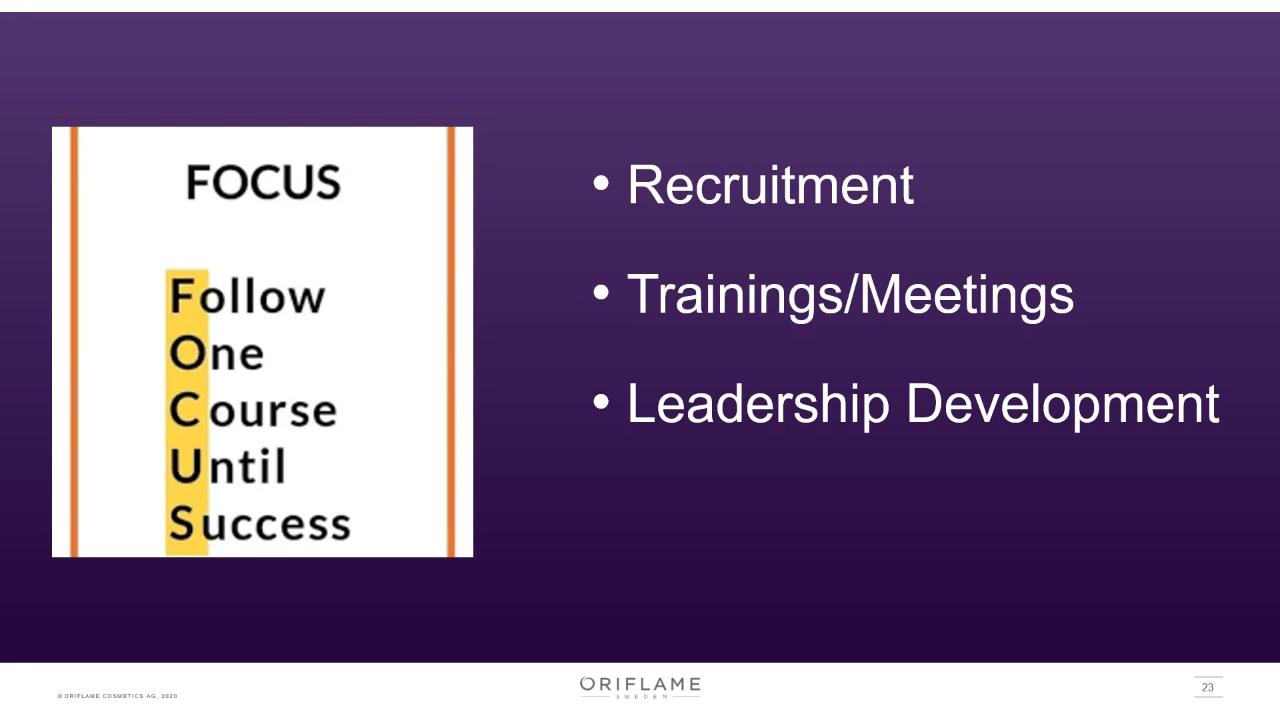 FOCUS
Follow
One
Course
Until
Success
• Recruitment
• Trainings/Meetings
• Leadership Development
© ORIFLAME COSMETICS AG, 2020
ORIFLAME
SWEDEN
23